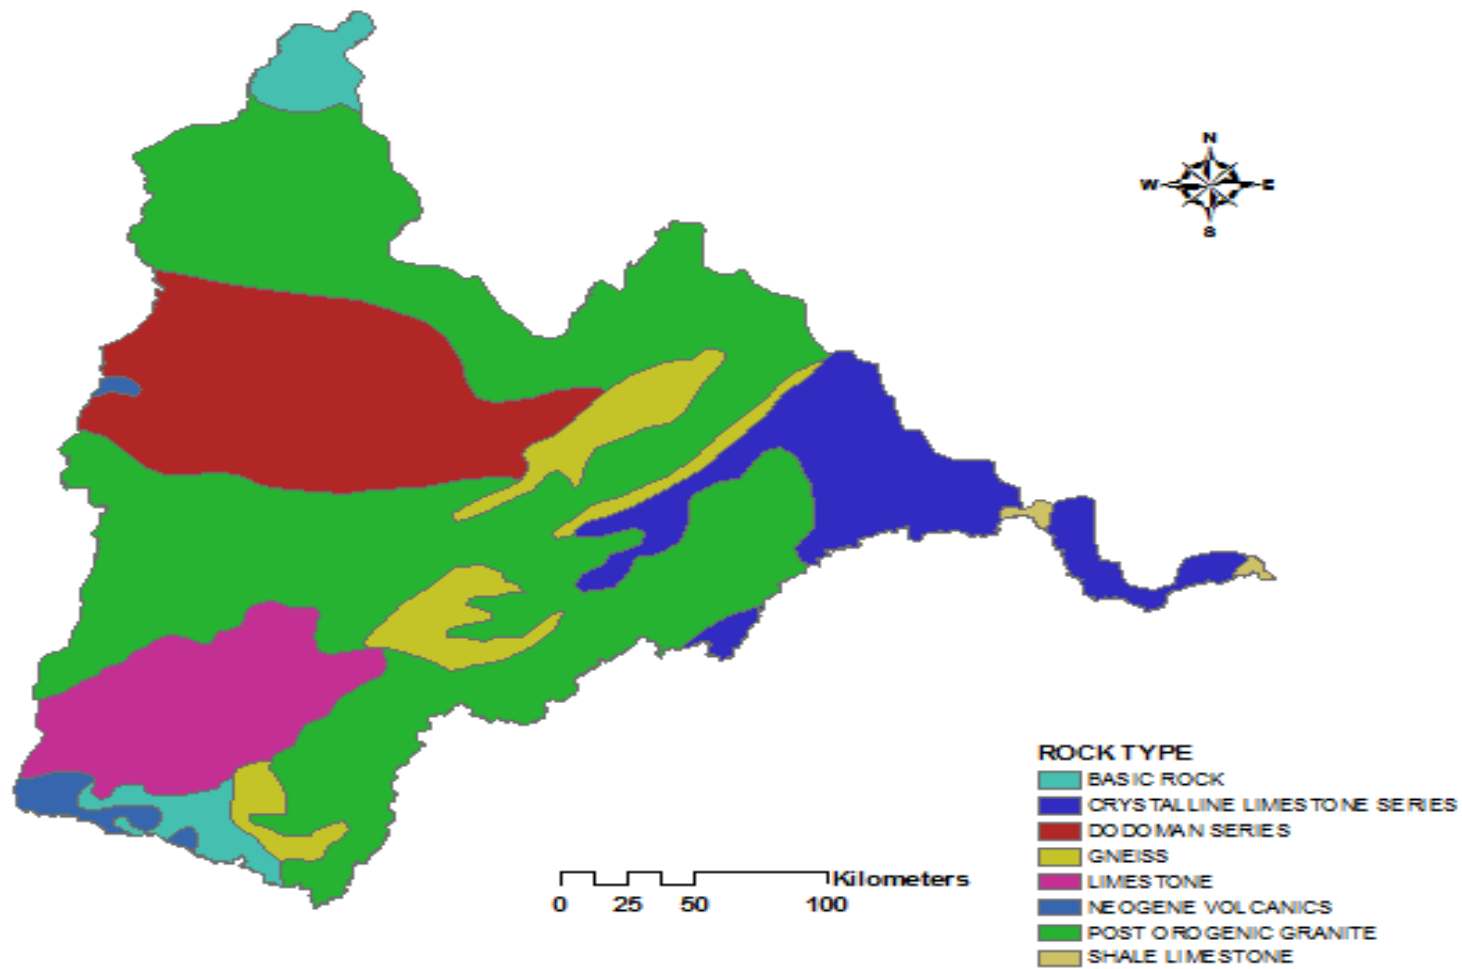 N
W E
S
ROCK TYPE
BASIC ROCK
CRYSTALLINE LIMESTONE SERIES
DODOMAN SERIES
GNEISS
LIMESTONE
NEOGENE VOLCANICS
POST OROGENIC GRANITE
SHALE LIMESTONE
Kilometers
0 25 50 100